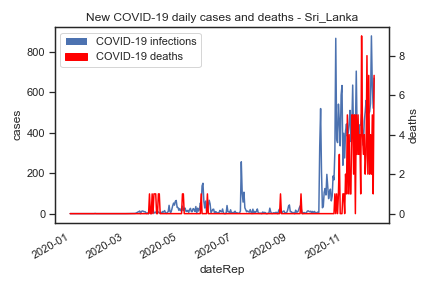 New COVID-19 daily cases and deaths - Sri_Lanka
COVID-19 infections
COVID-19 deaths
800
600
400
200
0
cases
8
6
4
2
0
deaths
2020-01
2020-03
2020-05
2020-07
2020-09
2020-11
dateRep